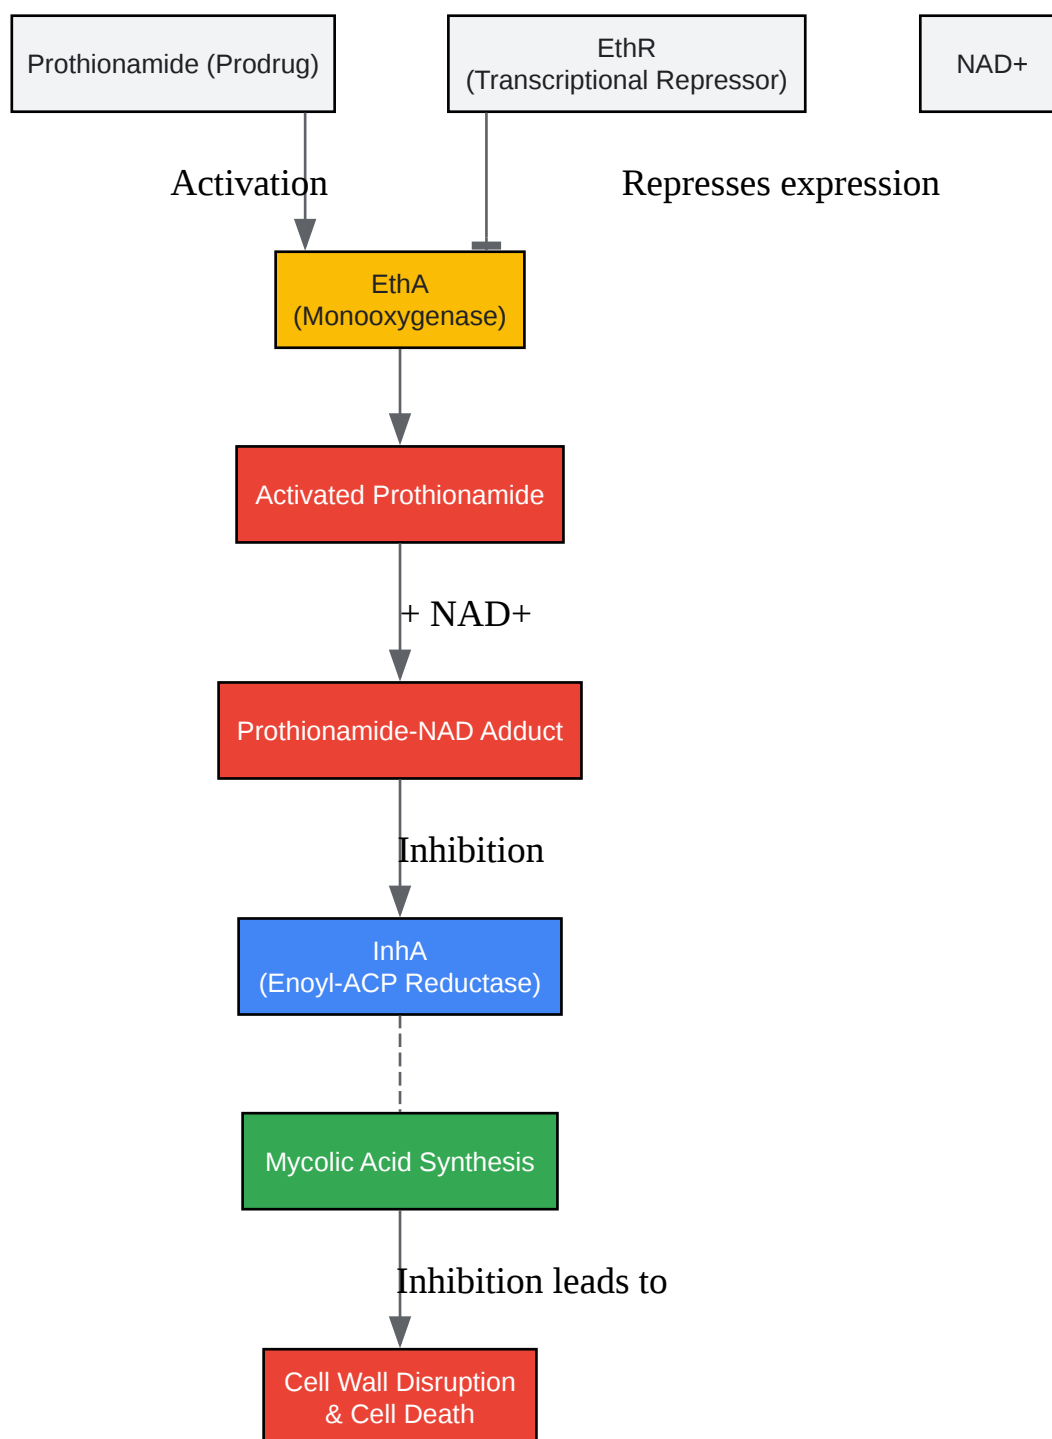 Prothionamide (Prodrug)
EthR
(Transcriptional Repressor)
NAD+
Activation
Represses expression
EthA
(Monooxygenase)
Activated Prothionamide
+ NAD+
Prothionamide-NAD Adduct
Inhibition
InhA
(Enoyl-ACP Reductase)
Mycolic Acid Synthesis
Inhibition leads to
Cell Wall Disruption
& Cell Death